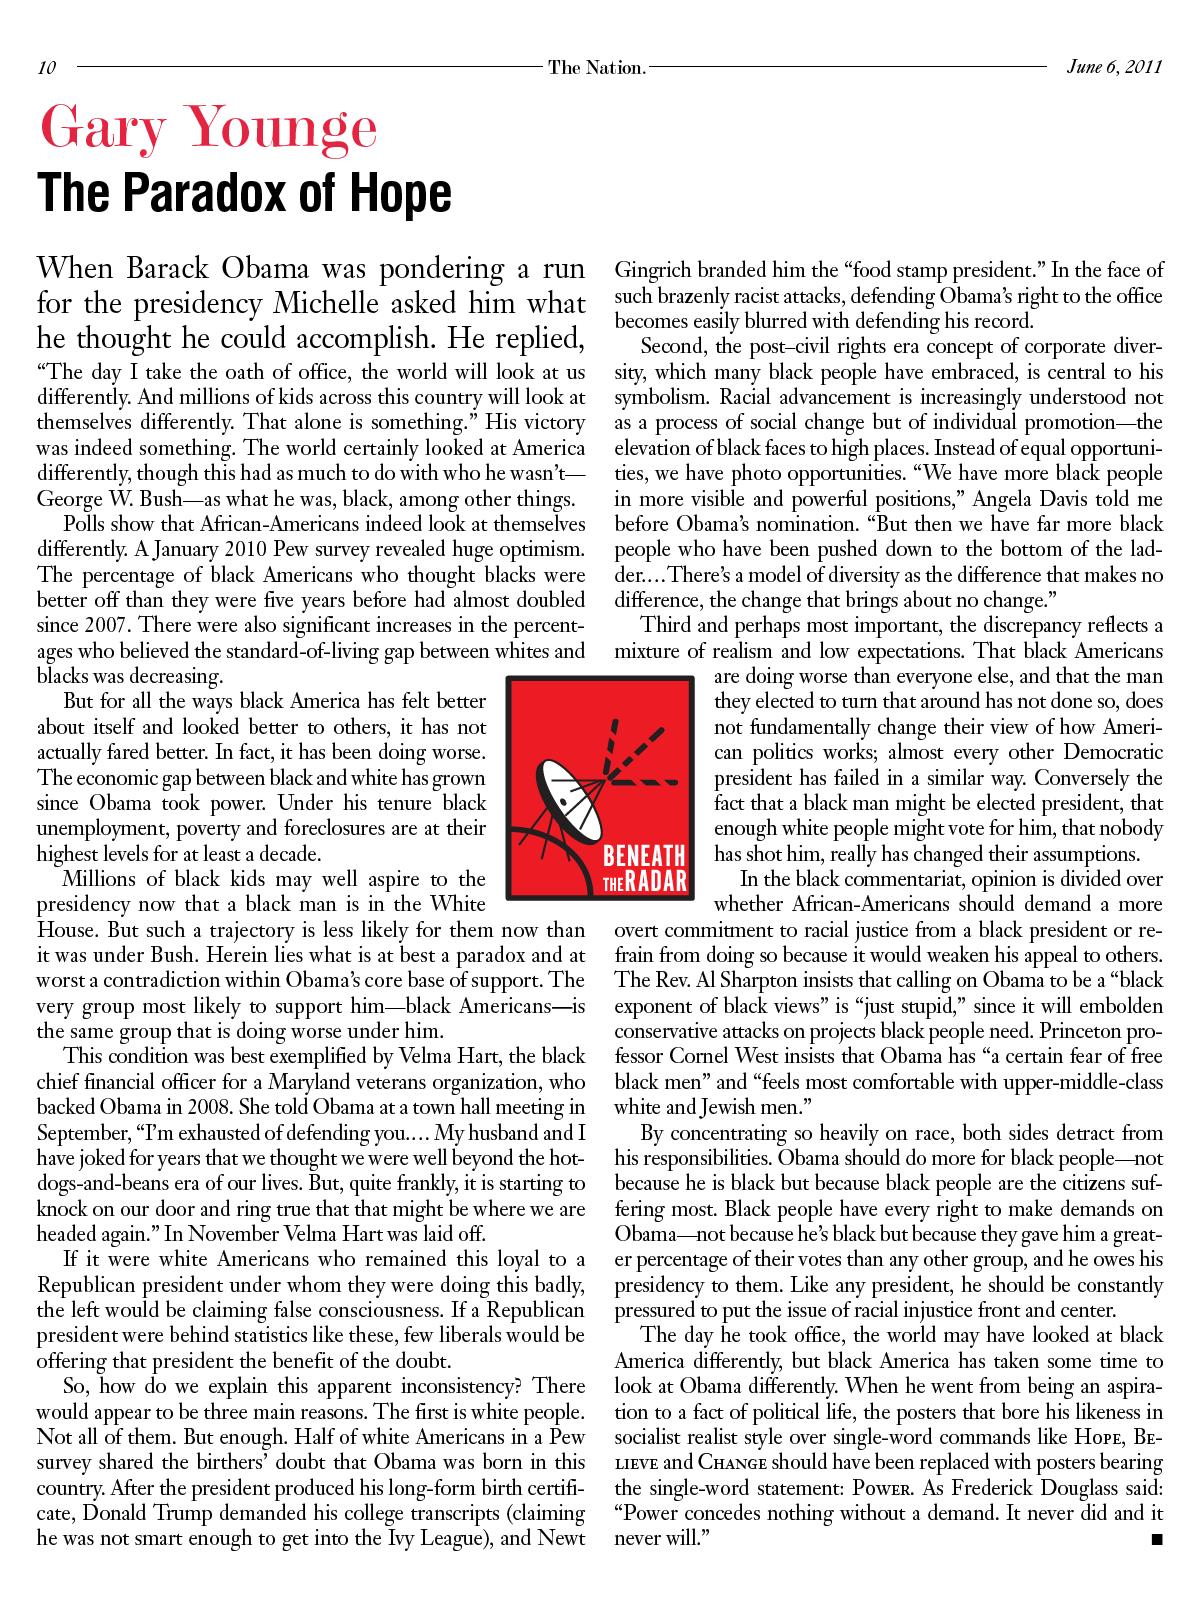 10
The Nation.
June 6, 2011
Gary Younge
The Paradox of Hope
When Barack Obama was pondering a run
for the presidency Michelle asked him what
he thought he could accomplish. He replied,
“The day I take the oath of office, the world will look at us
differently. And millions of kids across this country will look at
themselves differently. That alone is something.” His victory
was indeed something. The world certainly looked at America
differently, though this had as much to do with who he wasn’t—
George W. Bush—as what he was, black, among other things.
Polls show that African-Americans indeed look at themselves
differently. A January 2010 Pew survey revealed huge optimism.
The percentage of black Americans who thought blacks were
better off than they were five years before had almost doubled
since 2007. There were also significant increases in the percent-
ages who believed the standard-of-living gap between whites and
blacks was decreasing.
But for all the ways black America has felt better
about itself and looked better to others, it has not
actually fared better. In fact, it has been doing worse.
The economic gap between black and white has grown
since Obama took power. Under his tenure black
unemployment, poverty and foreclosures are at their
highest levels for at least a decade.
Millions of black kids may well aspire to the
presidency now that a black man is in the White
House. But such a trajectory is less likely for them now than
it was under Bush. Herein lies what is at best a paradox and at
worst a contradiction within Obama’s core base of support. The
very group most likely to support him—black Americans—is
the same group that is doing worse under him.
This condition was best exemplified by Velma Hart, the black
chief financial officer for a Maryland veterans organization, who
backed Obama in 2008. She told Obama at a town hall meeting in
September, “I’m exhausted of defending you.… My husband and I
have joked for years that we thought we were well beyond the hot-
dogs-and-beans era of our lives. But, quite frankly, it is starting to
knock on our door and ring true that that might be where we are
headed again.” In November Velma Hart was laid off.
If it were white Americans who remained this loyal to a
Republican president under whom they were doing this badly,
the left would be claiming false consciousness. If a Republican
president were behind statistics like these, few liberals would be
offering that president the benefit of the doubt.
So, how do we explain this apparent inconsistency? There
would appear to be three main reasons. The first is white people.
Not all of them. But enough. Half of white Americans in a Pew
survey shared the birthers’ doubt that Obama was born in this
country. After the president produced his long-form birth certifi-
cate, Donald Trump demanded his college transcripts (claiming
he was not smart enough to get into the Ivy League), and Newt
Gingrich branded him the “food stamp president.” In the face of
such brazenly racist attacks, defending Obama’s right to the office
becomes easily blurred with defending his record.
Second, the post–civil rights era concept of corporate diver-
sity, which many black people have embraced, is central to his
symbolism. Racial advancement is increasingly understood not
as a process of social change but of individual promotion—the
elevation of black faces to high places. Instead of equal opportuni-
ties, we have photo opportunities. “We have more black people
in more visible and powerful positions,” Angela Davis told me
before Obama’s nomination. “But then we have far more black
people who have been pushed down to the bottom of the lad-
der.… There’s a model of diversity as the difference that makes no
difference, the change that brings about no change.”
Third and perhaps most important, the discrepancy reflects a
mixture of realism and low expectations. That black Americans
are doing worse than everyone else, and that the man
they elected to turn that around has not done so, does
not fundamentally change their view of how Ameri-
can politics works; almost every other Democratic
president has failed in a similar way. Conversely the
fact that a black man might be elected president, that
enough white people might vote for him, that nobody
has shot him, really has changed their assumptions.
In the black commentariat, opinion is divided over
whether African-Americans should demand a more
overt commitment to racial justice from a black president or re-
frain from doing so because it would weaken his appeal to others.
The Rev. Al Sharpton insists that calling on Obama to be a “black
exponent of black views” is “just stupid,” since it will embolden
conservative attacks on projects black people need. Princeton pro-
fessor Cornel West insists that Obama has “a certain fear of free
black men” and “feels most comfortable with upper-middle-class
white and Jewish men.”
By concentrating so heavily on race, both sides detract from
his responsibilities. Obama should do more for black people—not
because he is black but because black people are the citizens suf-
fering most. Black people have every right to make demands on
Obama—not because he’s black but because they gave him a great-
er percentage of their votes than any other group, and he owes his
presidency to them. Like any president, he should be constantly
pressured to put the issue of racial injustice front and center.
The day he took office, the world may have looked at black
America differently, but black America has taken some time to
look at Obama differently. When he went from being an aspira-
tion to a fact of political life, the posters that bore his likeness in
socialist realist style over single-word commands like HOPE, BE-
LIEVE and CHANGE should have been replaced with posters bearing
the single-word statement: POWER. As Frederick Douglass said:
“Power concedes nothing without a demand. It never did and it
never will.”
BENEATH
THE RADAR